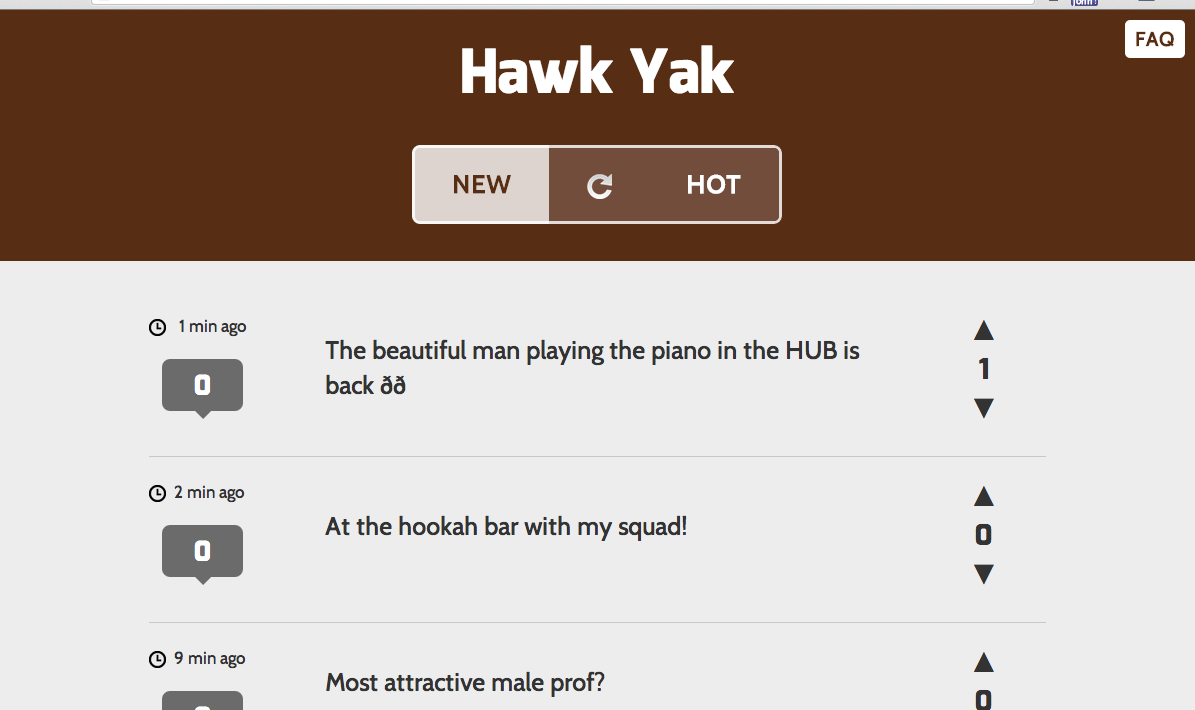 FAQ
Hawk Yak
NEW
HOT
1 min ago
0
The beautiful man playing the piano in the HUB is
back ðð
1
2 min ago
0
At the hookah bar with my squad!
0
9 min ago
Most attractive male prof?
0